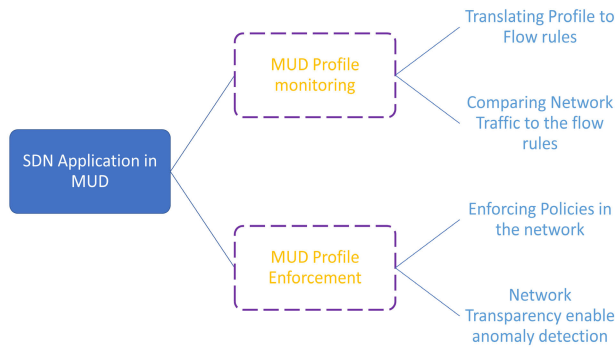 Translating Profile to
Flow rules
MUD Profile
monitoring
Comparing Network
Traffic to the flow
rules
SDN Application in
MUD
Enforcing Policies in
the network
MUD Profile
Enforcement
Network
Transparency enable
anomaly detection